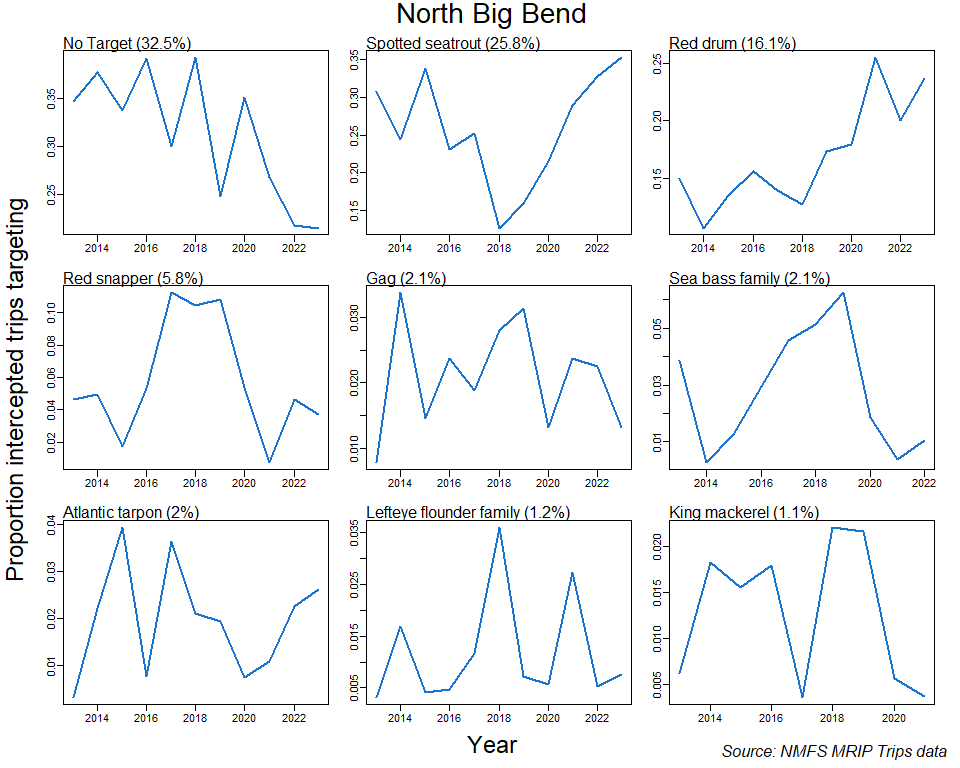 North Big Bend
No Target (32.5%)
Spotted seatrout (25.8%)
Red drum (16.1%)
0.35
0.30
0.25
2014 2016 2018 2020 2022
0.35
0.30
0.25
0.20
0.15
2014 2016 2018 2020 2022
0.25
0.20
0.15
2014 2016 2018 2020 2022
Proportion intercepted trips targeting
Red snapper (5.8%)
Gag (2.1%)
Sea bass family (2.1%)
0.10
0.08
0.06
0.04
0.02
2014 2016 2018 2020 2022
0.030
0.020
0.010
2014 2016 2018 2020 2022
0.05
0.03
0.01
2014 2016 2018 2020 2022
Atlantic tarpon (2%)
Lefteye flounder family (1.2%)
King mackerel (1.1%)
0.04
0.03
0.02
0.01
2014 2016 2018 2020 2022
0.035
0.025
0.015
0.005
2014 2016 2018 2020 2022
0.020
0.015
0.010
0.005
2014 2016 2018 2020
Year
Source: NMFS MRIP Trips data